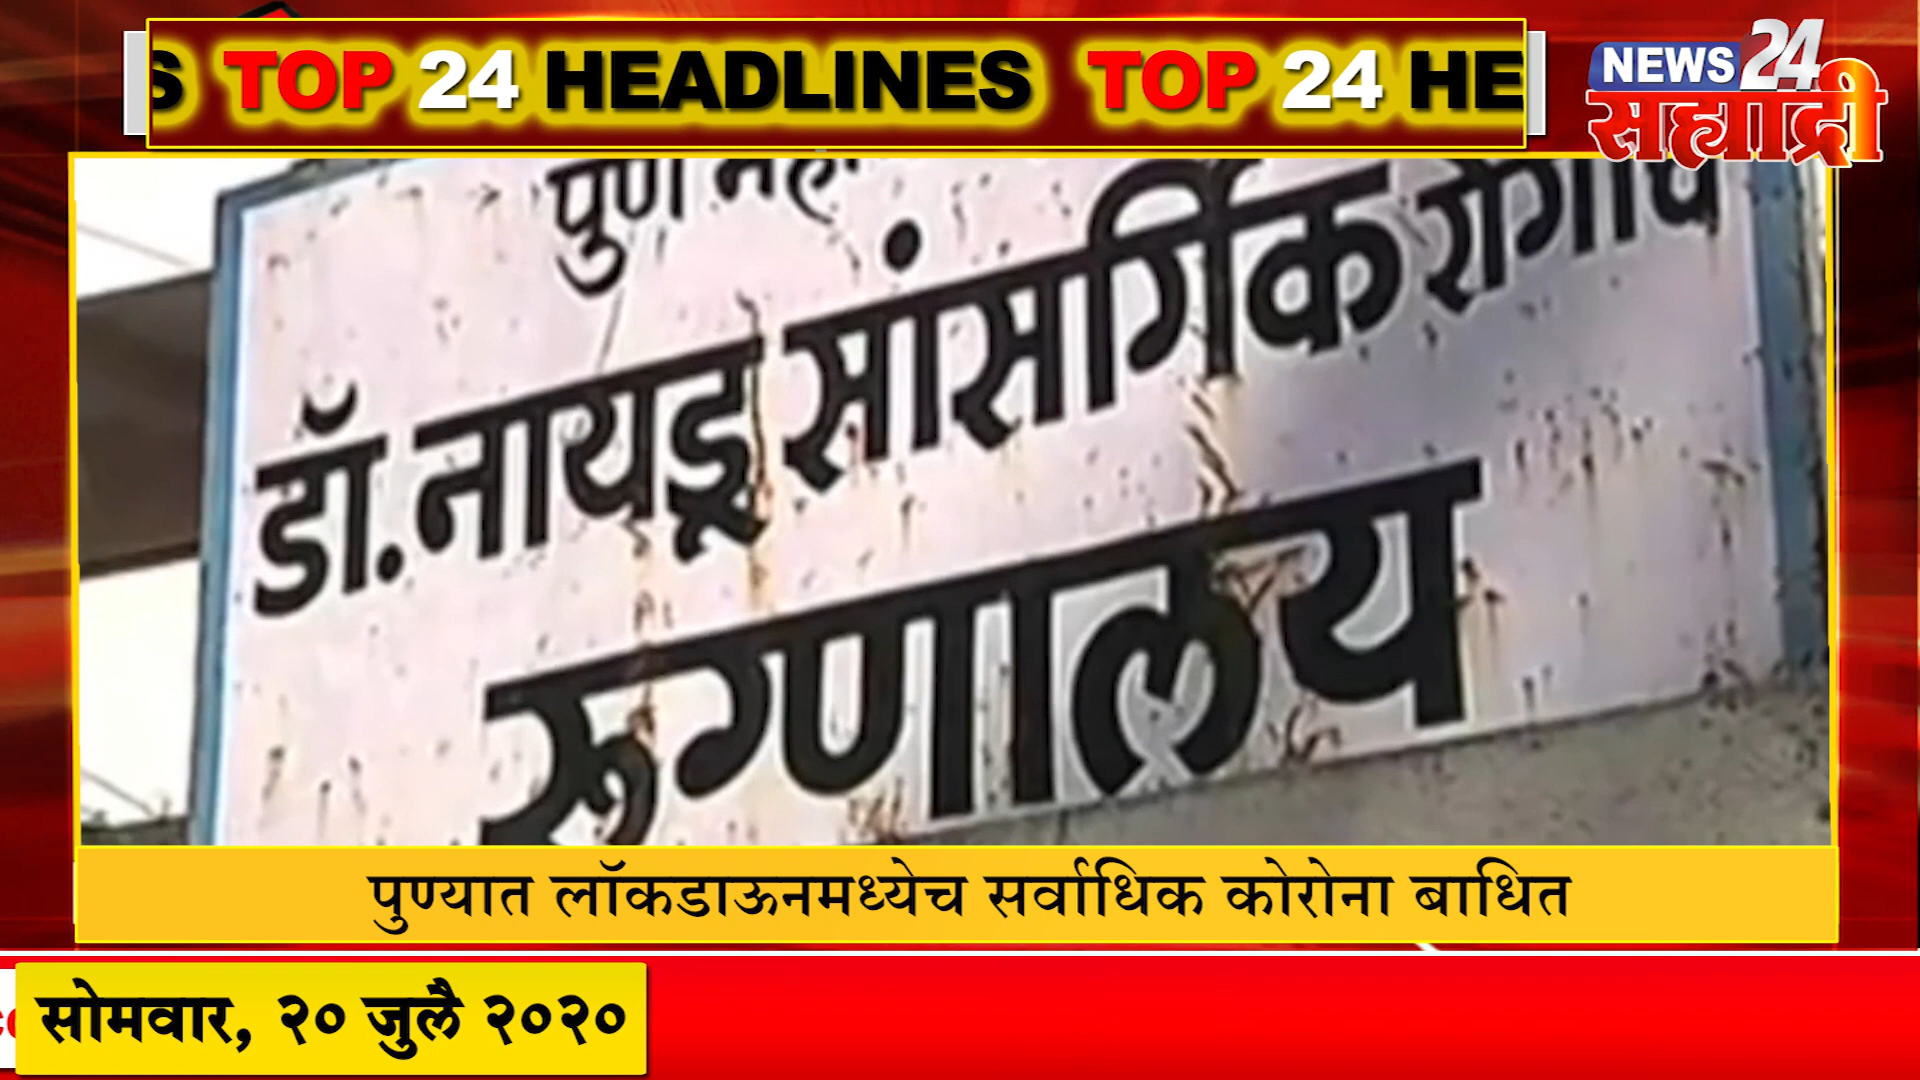 TOP 24 HEADLINES TOP 24 HE
NEWS 24
सह्याद्री
डॉ. नायडू सांसर्गिक
रुग्णालय
पुण्यात लॉकडाऊनमध्येच सर्वाधिक कोरोना बाधित
सोमवार, २० जुलै २०२०